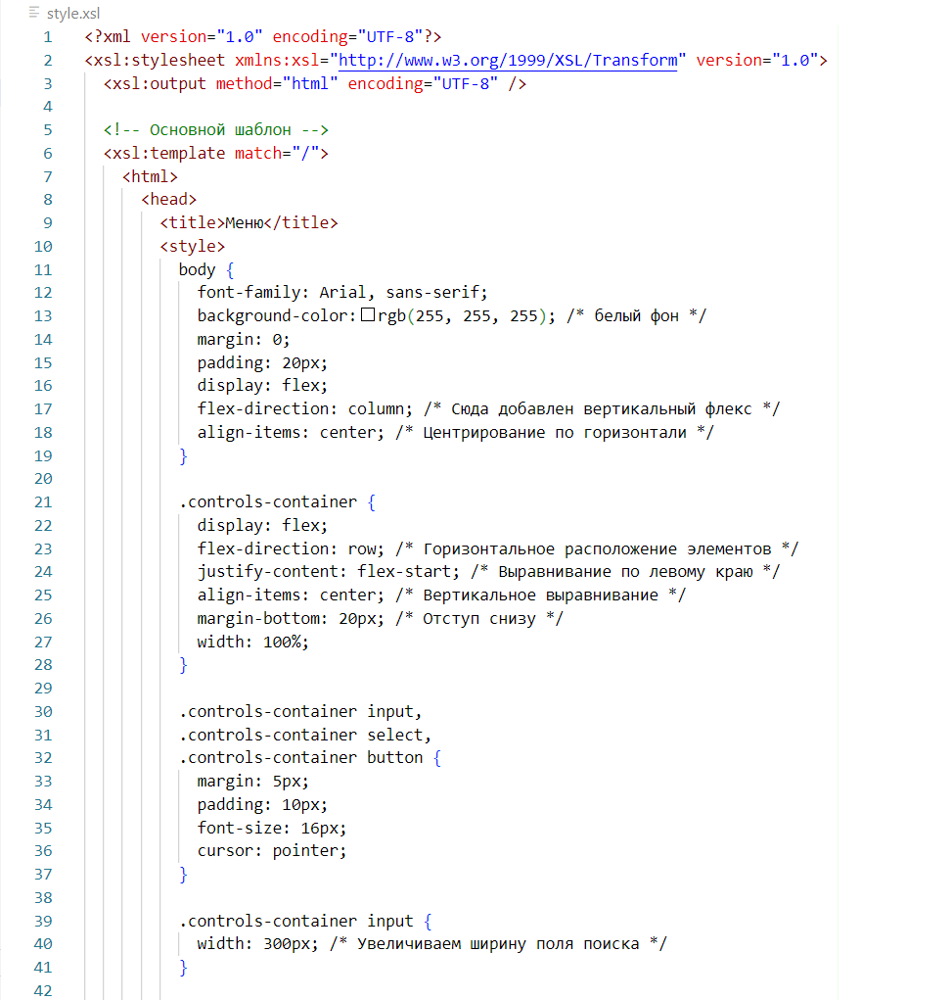 style.xsl
1 <?xml version="1.0" encoding="UTF-8"?>
2 <xsl:stylesheet xmlns:xsl="http://www.w3.org/1999/XSL/Transform" version="1.0">
3 <xsl:output method="html" encoding="UTF-8" />
4
5 <!-- Основной шаблон -->
6 <xsl:template match="/">
7 <html>
8 <head>
9 <title>Меню</title>
10 <style>
11 body {
12 font-family: Arial, sans-serif;
13 background-color: rgb(255, 255, 255); /* белый фон */
14 margin: 0;
15 padding: 20px;
16 display: flex;
17 flex-direction: column; /* Сюда добавлен вертикальный флекс */
18 align-items: center; /* Центрирование по горизонтали */
19 }
20
21 .controls-container {
22 display: flex;
23 flex-direction: row; /* Горизонтальное расположение элементов */
24 justify-content: flex-start; /* Выравнивание по левому краю */
25 align-items: center; /* Вертикальное выравнивание */
26 margin-bottom: 20px; /* Отступ снизу */
27 width: 100%;
28 }
29
30 .controls-container input,
31 .controls-container select,
32 .controls-container button {
33 margin: 5px;
34 padding: 10px;
35 font-size: 16px;
36 cursor: pointer;
37 }
38
39 .controls-container input {
40 width: 300px; /* Увеличиваем ширину поля поиска */
41 }
42